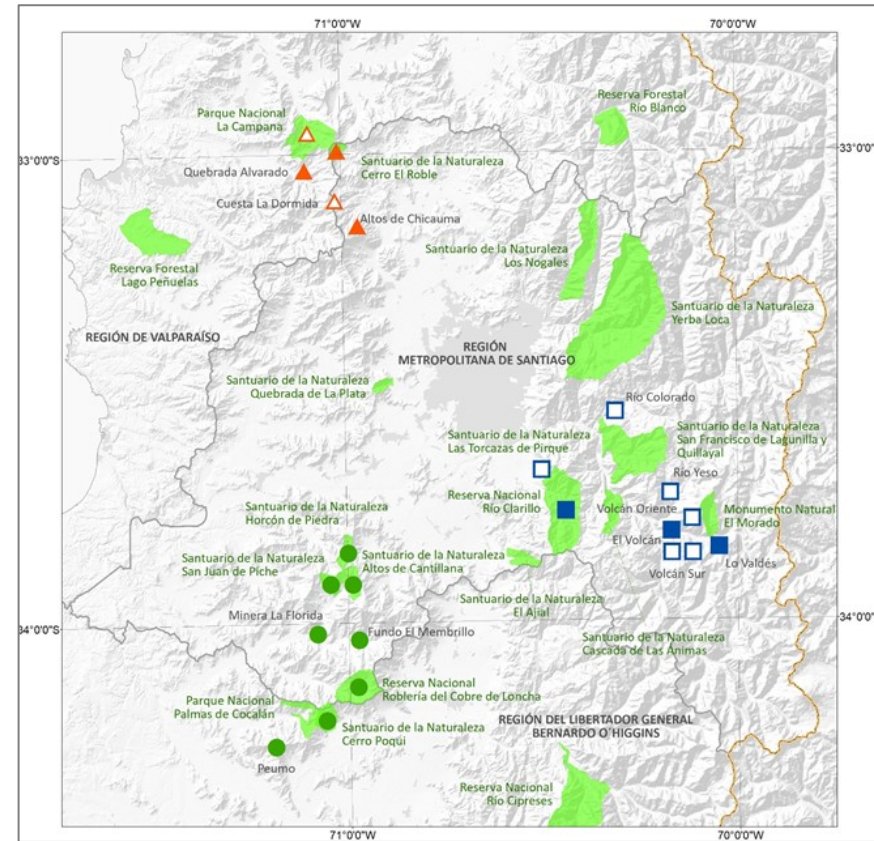 71°0'0"W
70°0'0"W
Parque Nacional
La Campana
Reserva Forestal
Río Blanco
33°00'0"S
33°00'0"S
Santuario de la Naturaleza
Cerro El Roble
Quebrada Alvarado
Cuesta La Dormida
Altos de Chicauma
Reserva Forestal
Lago Peñuelas
Santuario de la Naturaleza
Los Nogales
Santuario de la Naturaleza
Yerba Loca
REGIÓN DE VALPARAÍSO
REGIÓN
METROPOLITANA DE SANTIAGO
Santuario de la Naturaleza
Quebrada de La Plata
Río Colorado
Santuario de la Naturaleza
Las Torcazas de Pirque
Santuario de la Naturaleza
San Francisco de Lagunilla y
Quillayal
Río Yeso
Reserva Nacional
Río Clarillo
Volcán Oriente
Monumento Natural
El Morado
El Volcán
Lo Valdés
Volcán Sur
Santuario de la Naturaleza
Horcón de Piedra
Santuario de la Naturaleza
San Juan de Piche
Santuario de la Naturaleza
Altos de Cantillana
Santuario de la Naturaleza
El Ajial
Minera La Florida
Fundo El Membrillo
34°00'0"S
34°00'0"S
Santuario de la Naturaleza
Cascada de Las Ánimas
Reserva Nacional
Roblería del Cobre de Loncha
Parque Nacional
Palmas de Cocalán
Santuario de la Naturaleza
Cerro Poqui
REGIÓN DEL LIBERTADOR GENERAL
BERNARDO O´HIGGINS
Peumo
Reserva Nacional
Río Cipreses
71°0'0"W
70°0'0"W